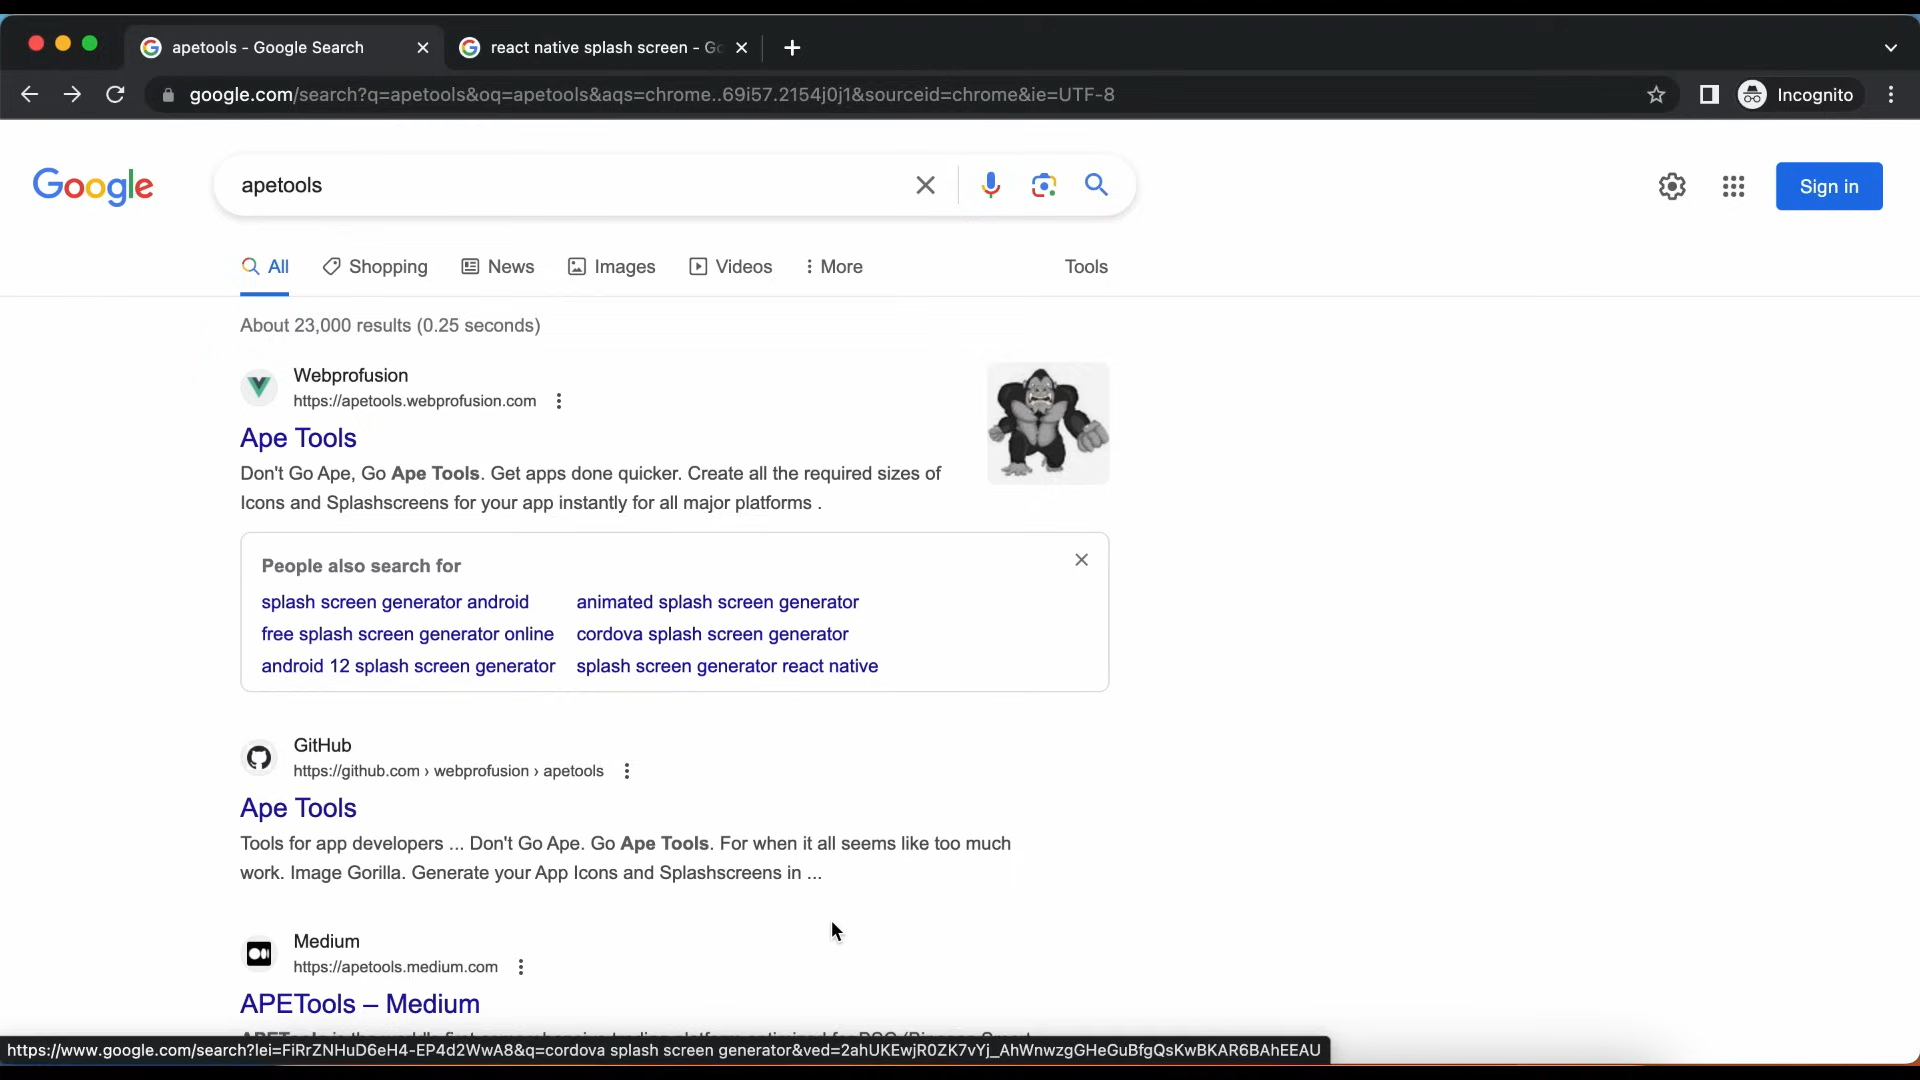 apetools - Google Search
react native splash screen - Go
google.com/search?q=apetools&oq=apetools&aqs=chrome..69i57.2154j0j1&sourceid=chrome&ie=UTF-8
Incognito
Google
apetools
Sign in
All
Shopping
News
Images
Videos
More
Tools
About 23,000 results (0.25 seconds)
Webprofusion
https://apetools.webprofusion.com
Ape Tools
Don't Go Ape, Go Ape Tools. Get apps done quicker. Create all the required sizes of
Icons and Splashscreens for your app instantly for all major platforms .
People also search for
splash screen generator android
animated splash screen generator
free splash screen generator online
cordova splash screen generator
android 12 splash screen generator
splash screen generator react native
GitHub
https://github.com › webprofusion › apetools
Ape Tools
Tools for app developers ... Don't Go Ape. Go Ape Tools. For when it all seems like too much
work. Image Gorilla. Generate your App Icons and Splashscreens in ...
Medium
https://apetools.medium.com
APETools – Medium
https://www.google.com/search?lei=FiRrZNHuD6eH4-EP4d2WwA8&q=cordova splash screen generator&ved=2ahUKEwjR0ZK7vYj_AhWnwzgGHeGuBfgQsKwBKAR6BAhEEAU